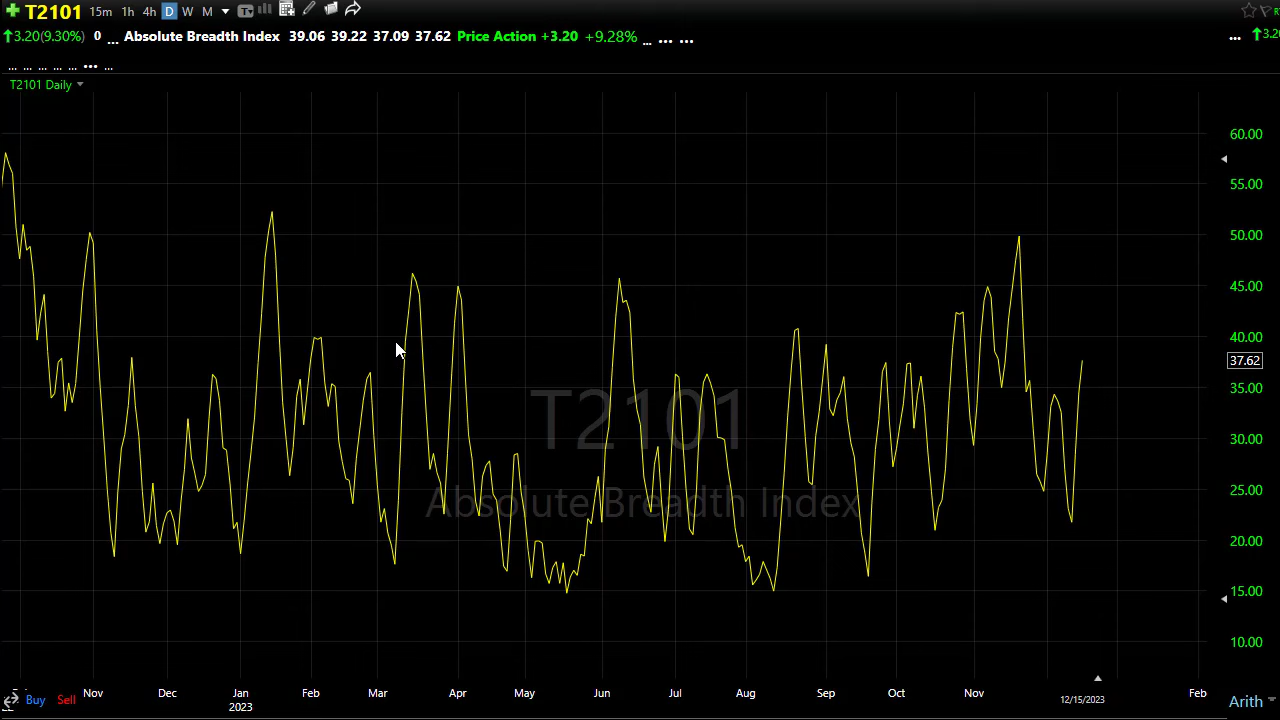 T2101 15m 1h 4h D W M
3.20(9.30%) 0 ... Absolute Breadth Index 39.06 39.22 37.09 37.62 Price Action +3.20 +9.28% ... ... ... ... 3.20
... ... ... ... ... ... ...
T2101 Daily
60.00
55.00
50.00
45.00
40.00
37.62
35.00
30.00
25.00
20.00
15.00
10.00
T2101
Absolute Breadth Index
Nov Dec Jan Feb Mar Apr May Jun Jul Aug Sep Oct Nov 12/15/2023 Feb
2023
Buy Sell Arith